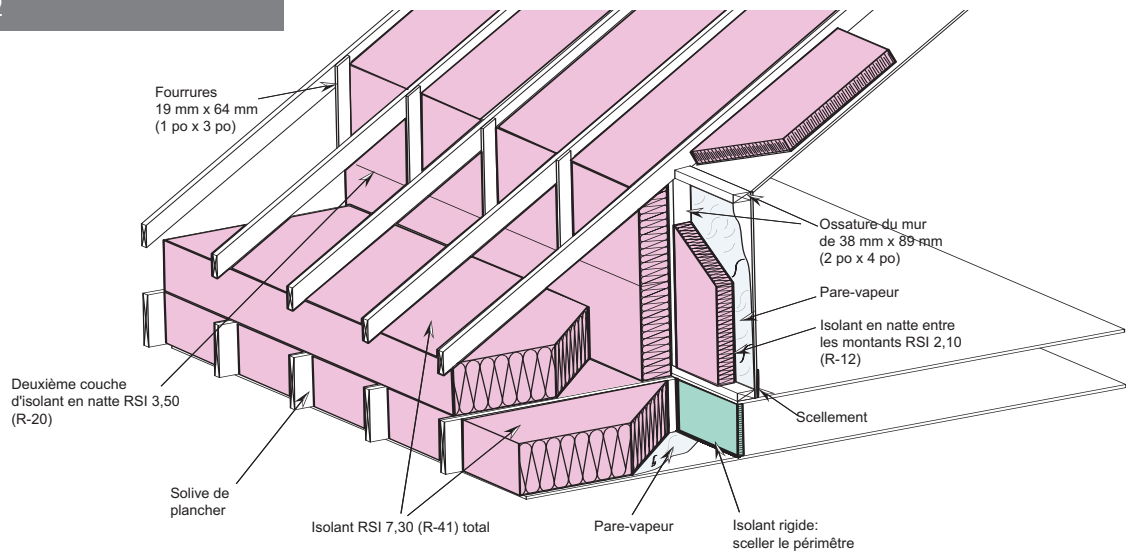 Fourrures
19 mm x 64 mm
(1 po x 3 po)
Ossature du mur
de 38 mm x 89 mm
(2 po x 4 po)
Pare-vapeur
Isolant en natte entre
les montants RSI 2,10
(R-12)
Deuxième couche
d'isolant en natte RSI 3,50
(R-20)
Scellement
Solive de
plancher
Isolant RSI 7,30 (R-41) total
Pare-vapeur
Isolant rigide:
sceller le périmêtre